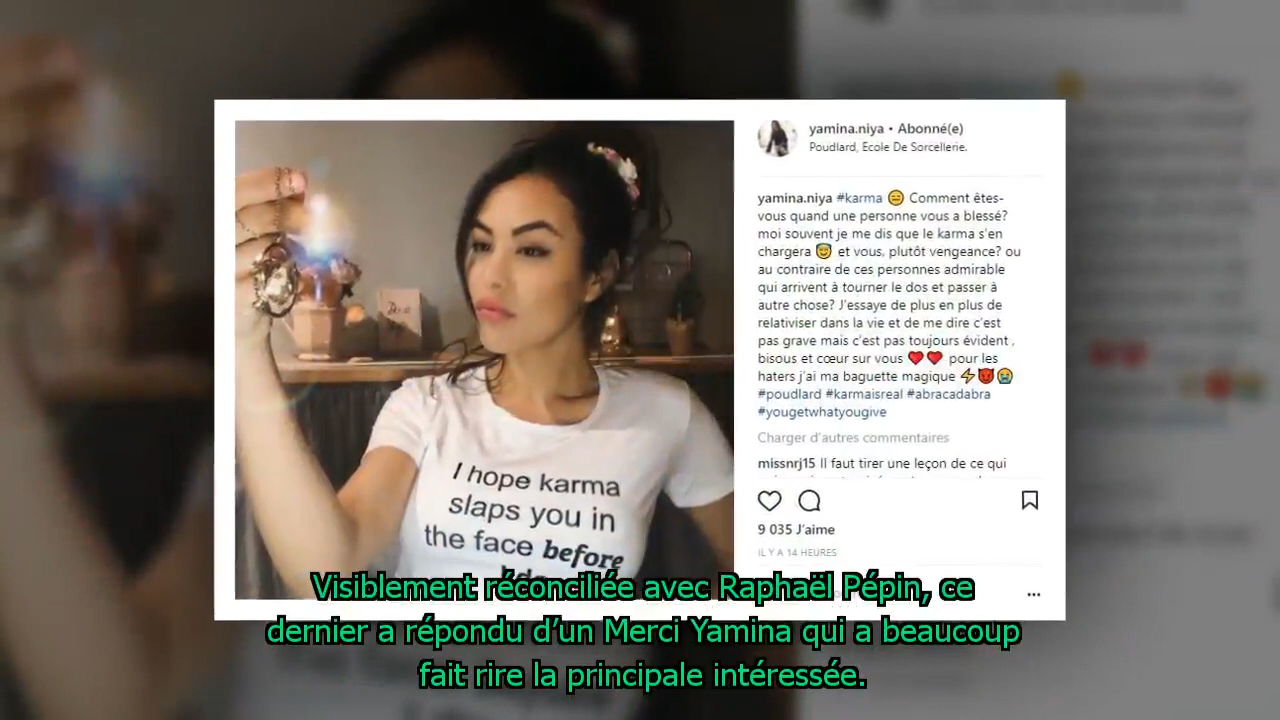 yamina.niya • Abonné(e)
Poudlard, Ecole De Sorcellerie.
yamina.niya #karma 😑 Comment êtes-
vous quand une personne vous a blessé?
moi souvent je me dis que le karma s'en
chargera 😇 et vous, plutôt vengeance? ou
au contraire de ces personnes admirable
qui arrivent à tourner le dos et passer à
autre chose? J'essaye de plus en plus de
relativiser dans la vie et de me dire c'est
pas grave mais c'est pas toujours évident .
bisous et cœur sur vous ❤️❤️ pour les
haters j'ai ma baguette magique ⚡👿😭
#poudlard #karmaisreal #abracadabra
#yougetwhatyougive
Charger d'autres commentaires
missnrj15 Il faut tirer une leçon de ce qui
9 035 J'aime
IL Y A 14 HEURES
I hope karma
slaps you in
the face before
Visiblement réconciliée avec Raphaël Pépin, ce
dernier a répondu d'un Merci Yamina qui a beaucoup
fait rire la principale intéressée.